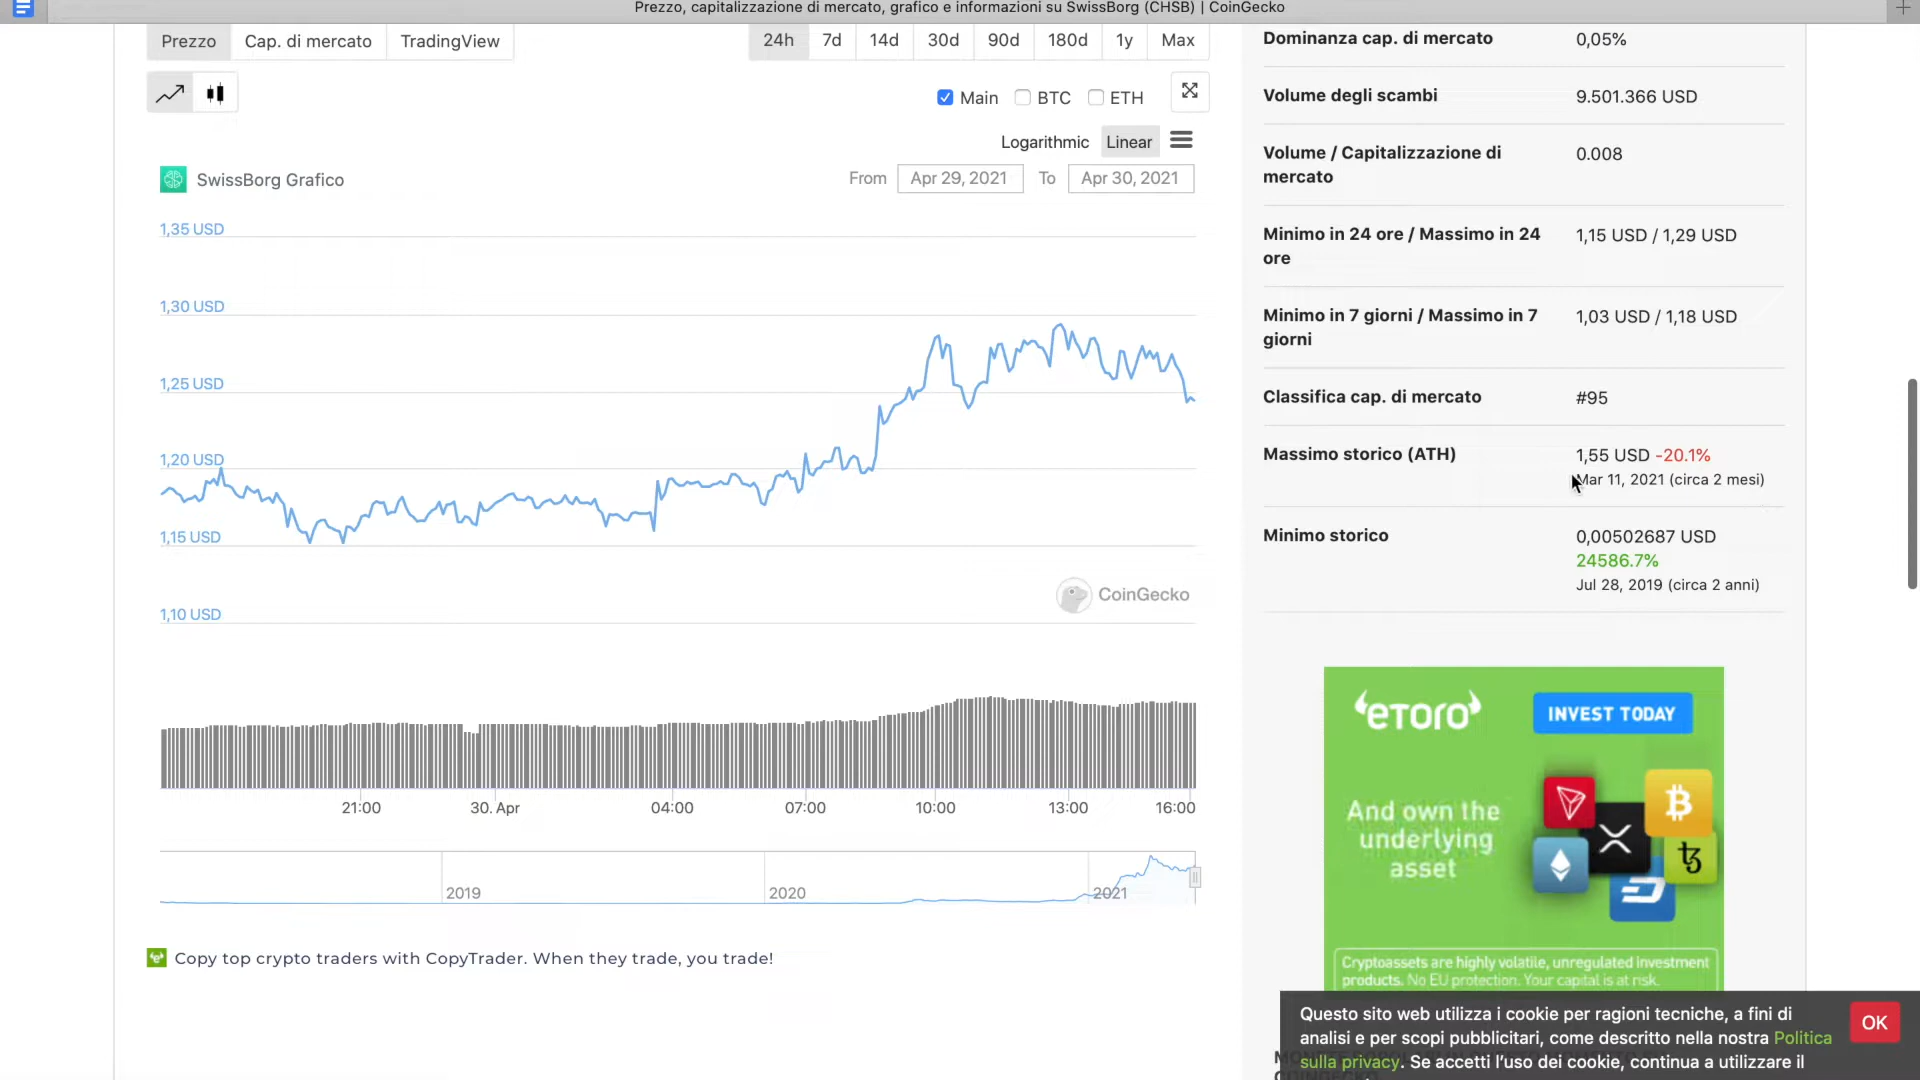 Prezzo, capitalizzazione di mercato, grafico e informazioni su SwissBorg (CHSB) | CoinGecko
Prezzo Cap. di mercato TradingView
24h 7d 14d 30d 90d 180d 1y Max
Main BTC ETH
Logarithmic Linear
SwissBorg Grafico
From Apr 29, 2021 To Apr 30, 2021
1,35 USD
1,30 USD
1,25 USD
1,20 USD
1,15 USD
1,10 USD
CoinGecko
21:00 30. Apr 04:00 07:00 10:00 13:00 16:00
2019 2020 2021
Copy top crypto traders with CopyTrader. When they trade, you trade!
Dominanza cap. di mercato 0,05%
Volume degli scambi 9.501.366 USD
Volume / Capitalizzazione di 0.008
mercato
Minimo in 24 ore / Massimo in 24 1,15 USD / 1,29 USD
ore
Minimo in 7 giorni / Massimo in 7 1,03 USD / 1,18 USD
giorni
Classifica cap. di mercato #95
Massimo storico (ATH) 1,55 USD -20.1%
Mar 11, 2021 (circa 2 mesi)
Minimo storico 0,00502687 USD
24586.7%
Jul 28, 2019 (circa 2 anni)
eToro INVEST TODAY
And own the
underlying
asset
Cryptoassets are highly volatile, unregulated investment
products. No EU protection. Your capital is at risk.
Questo sito web utilizza i cookie per ragioni tecniche, a fini di
analisi e per scopi pubblicitari, come descritto nella nostra Politica
sulla privacy. Se accetti l'uso dei cookie, continua a utilizzare il
OK